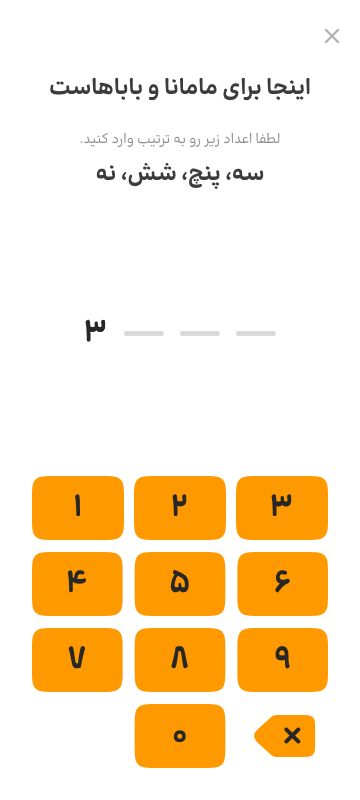 اینجا برای مامانا و باباهاست
لطفا اعداد زیر رو به ترتیب وارد کنید.
سه، پنج، شش، نه
۳
۱ ۲ ۳
۴ ۵ ۶
۷ ۸ ۹
۰